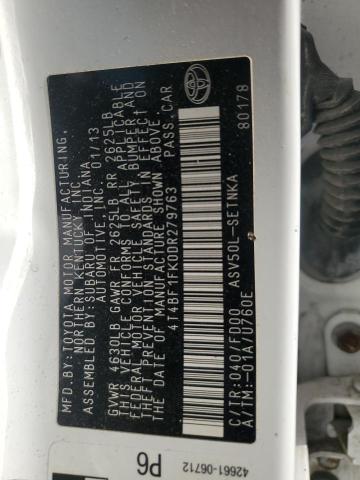 MFD. BY: TOYOTA MOTOR MANUFACTURING,
NORTHERN KENTUCKY, INC.
ASSEMBLED BY: SUBARU OF INDIANA
AUTOMOTIVE, INC. 01/13
GVWR 4630LB GAWR FR 2625LB RR 2625LB
THIS VEHICLE CONFORMS TO ALL APPLICABLE
FEDERAL MOTOR VEHICLE SAFETY, BUMPER, AND
THEFT PREVENTION STANDARDS IN EFFECT ON
THE DATE OF MANUFACTURE SHOWN ABOVE.
4T4BF1FK0DR279763 PASS.CAR
TOYOTA
C/TR:040/FD00 ASV50L-SETNKA
A/TM:-01A/U760E 80178
42661-06712 P6